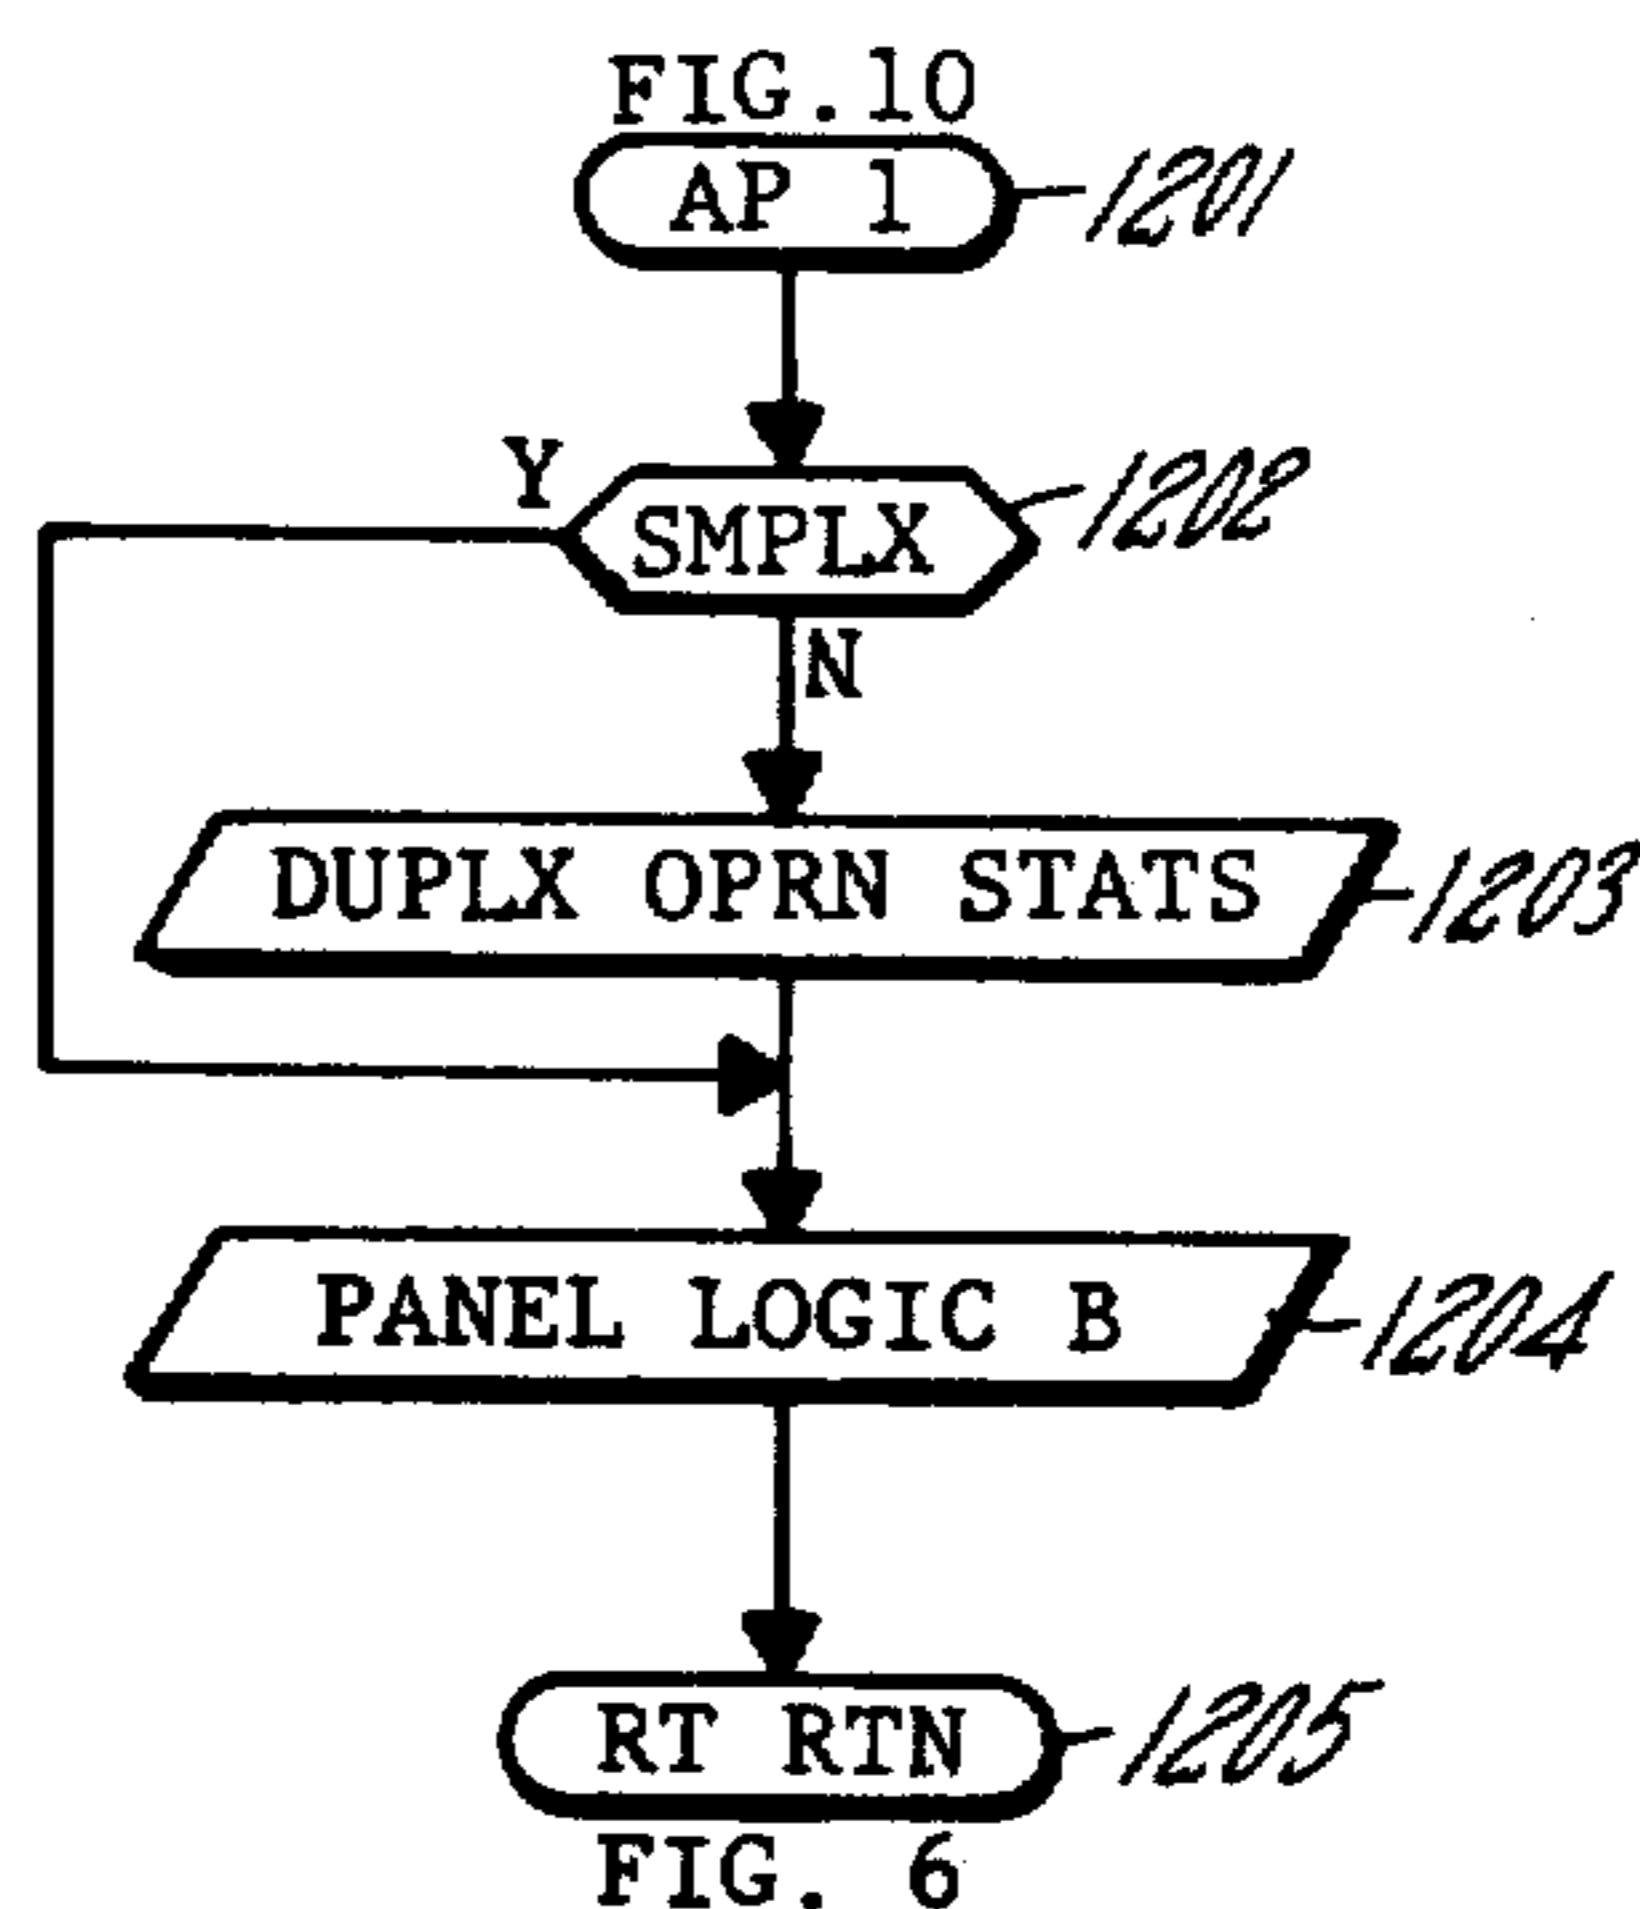 FIG.10
AP 1
1201
Y
SMPLX
1202
N
DUPLX OPRN STATS
1203
PANEL LOGIC B
1204
RT RTN
1205
FIG. 6